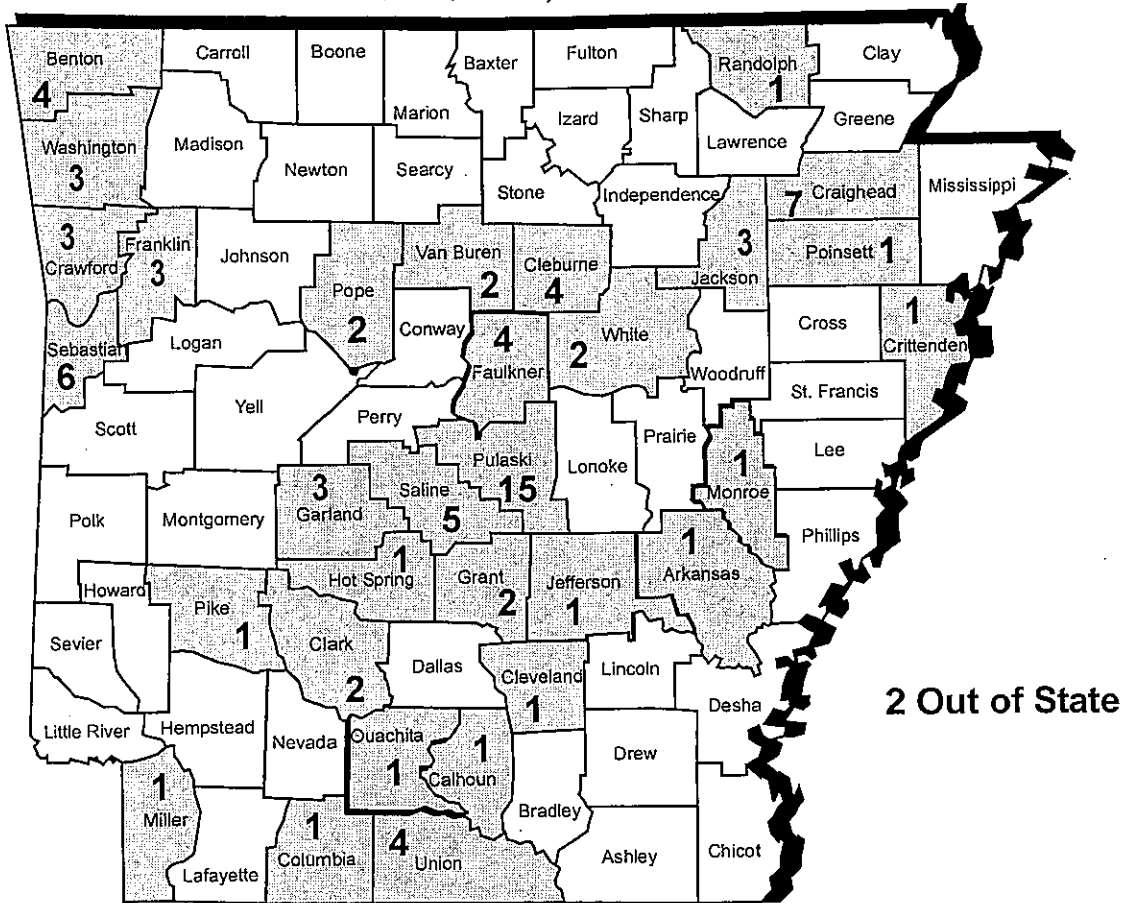 Benton
4
Carroll
Boone
Marion
Baxter
Fulton
Randolph
1
Clay
Washington
3
Madison
Newton
Searcy
Stone
Izard
Sharp
Lawrence
Greene
Independence
7 Craighead
Mississippi
3
Crawford
Franklin
3
Johnson
Pope
2
Van Buren
2
Cleburne
4
3
Jackson
Poinsett 1
Sebastian
6
Logan
Conway
4
Faulkner
2
White
Woodruff
Cross
1
Crittenden
St. Francis
Scott
Yell
Perry
Pulaski
15
Lonoke
Prairie
1
Monroe
Lee
Polk
Montgomery
3
Garland
Saline
5
Phillips
Howard
Pike
1
1
Hot Spring
Grant
2
Jefferson
1
1
Arkansas
Sevier
Clark
2
Dallas
Cleveland
1
Lincoln
Desha
2 Out of State
Little River
Hempstead
Nevada
Ouachita
1
1
Calhoun
Bradley
Drew
1
Miller
Lafayette
1
Columbia
4
Union
Ashley
Chicot